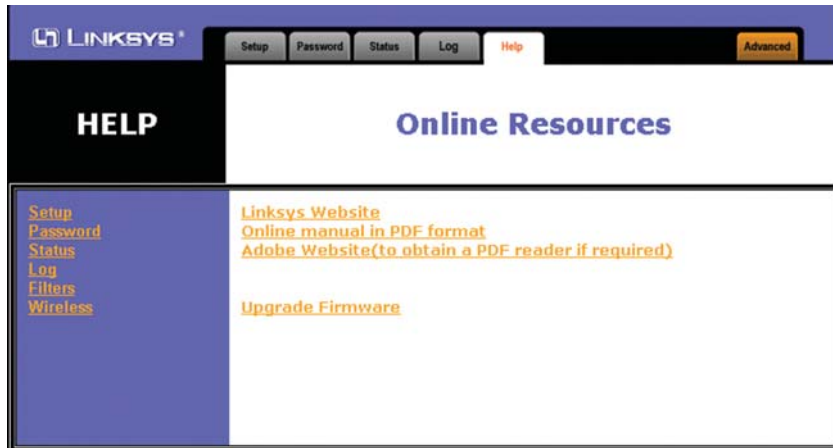 LINKSYS®
Setup Password Status Log Help Advanced
HELP
Online Resources
Setup
Password
Status
Log
Filters
Wireless
Linksys Website
Online manual in PDF format
Adobe Website(to obtain a PDF reader if required)
Upgrade Firmware